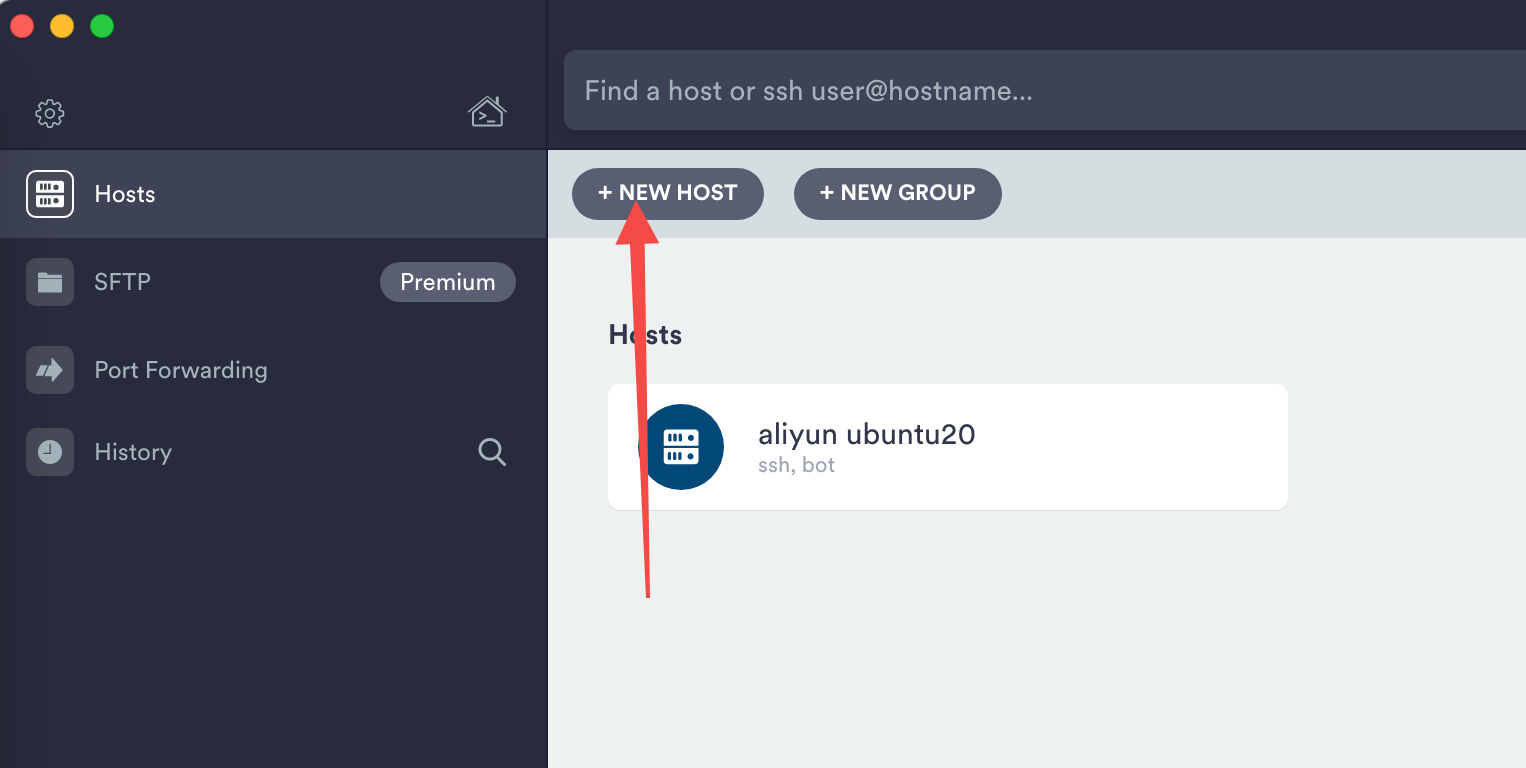 Find a host or ssh user@hostname...
Hosts
+ NEW HOST
+ NEW GROUP
SFTP
Premium
Hosts
Port Forwarding
aliyun ubuntu20
ssh, bot
History